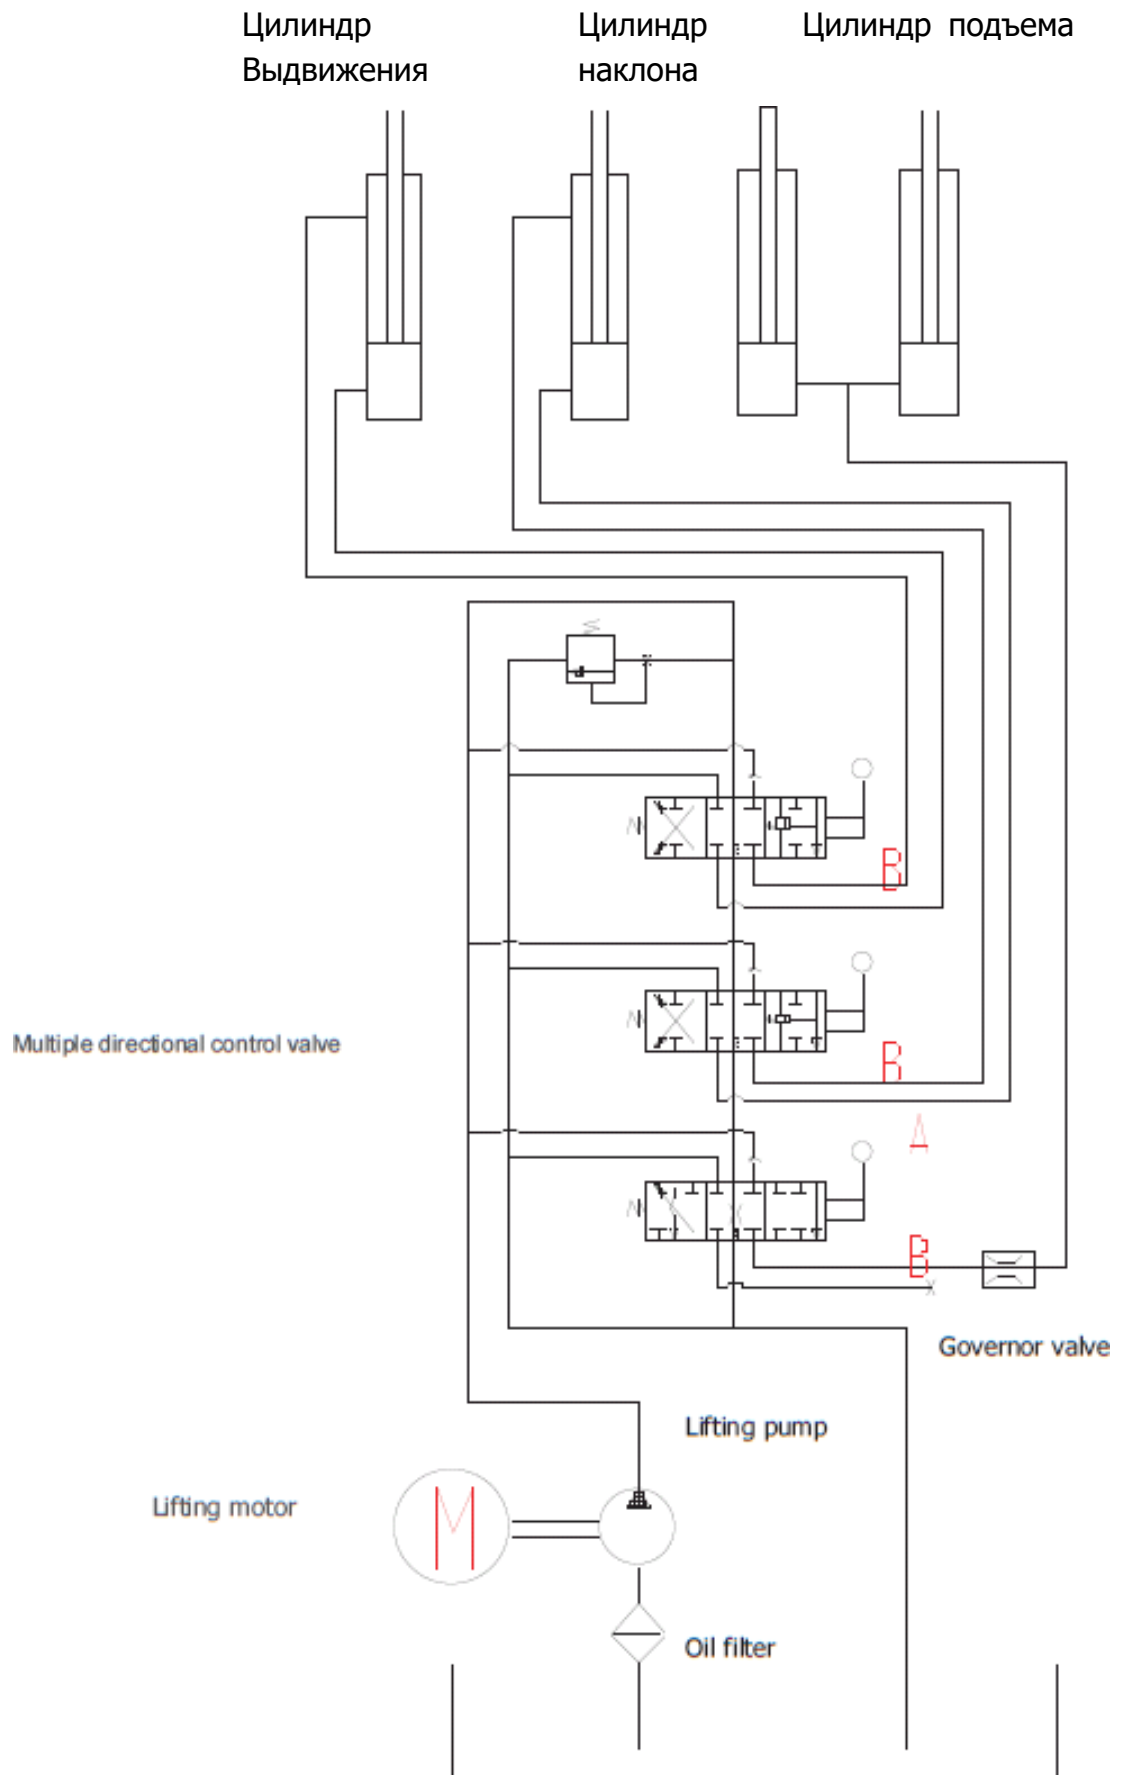 Цилиндр Выдвижения
Цилиндр наклона
Цилиндр подъема
B
Multiple directional control valve
B
A
B
Governor valve
Lifting pump
Lifting motor
M
Oil filter